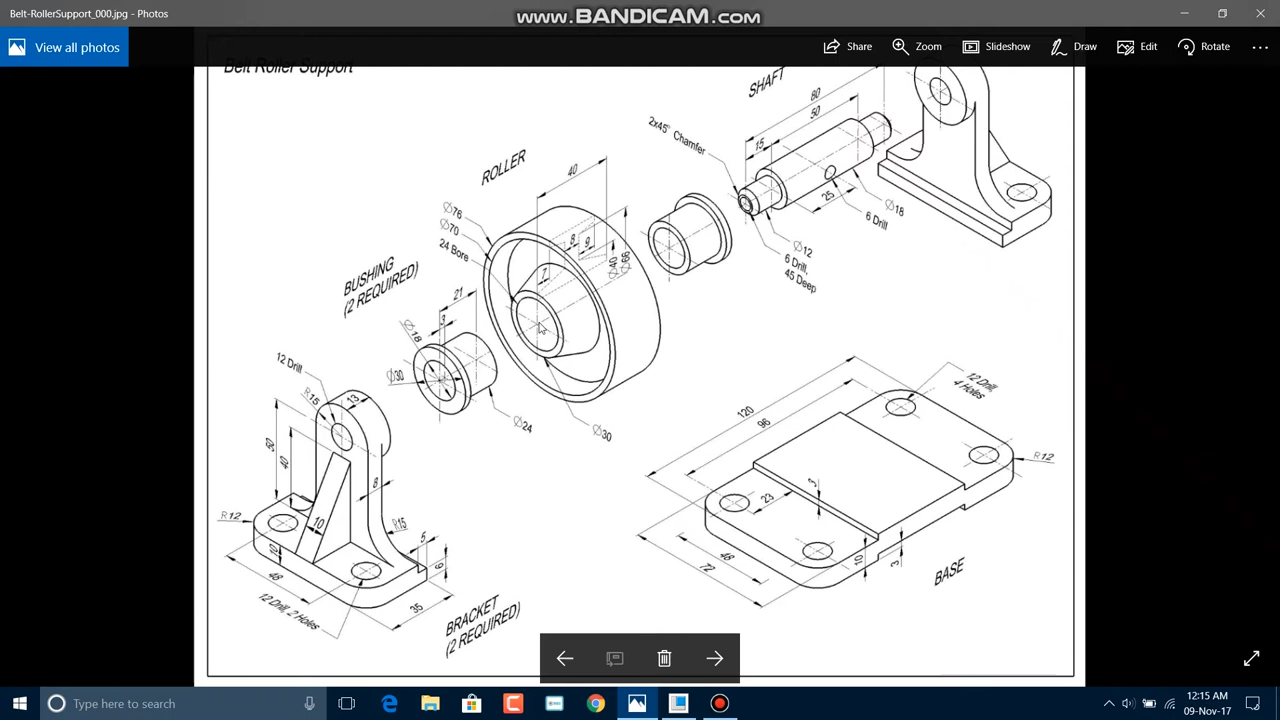 Belt-RollerSupport_000.jpg - Photos
www.BANDICAM.com
View all photos
Share
Zoom
Slideshow
Draw
Edit
Rotate
Belt Roller Support
SHAFT
80
50
15
2x45° Chamfer
25
Ø18
6 Drill
Ø12
6 Drill,
45 Deep
ROLLER
40
Ø76
Ø70
24 Bore
8
9
7
Ø40
Ø66
Ø30
BUSHING
(2 REQUIRED)
21
3
Ø18
Ø30
Ø24
12 Drill
R15
13
40
8
R12
10
R15
5
6
10
48
35
12 Drill, 2 Holes
BRACKET
(2 REQUIRED)
120
96
12 Drill,
4 Holes
R12
23
3
48
72
10
3
BASE
Type here to search
12:15 AM
09-Nov-17